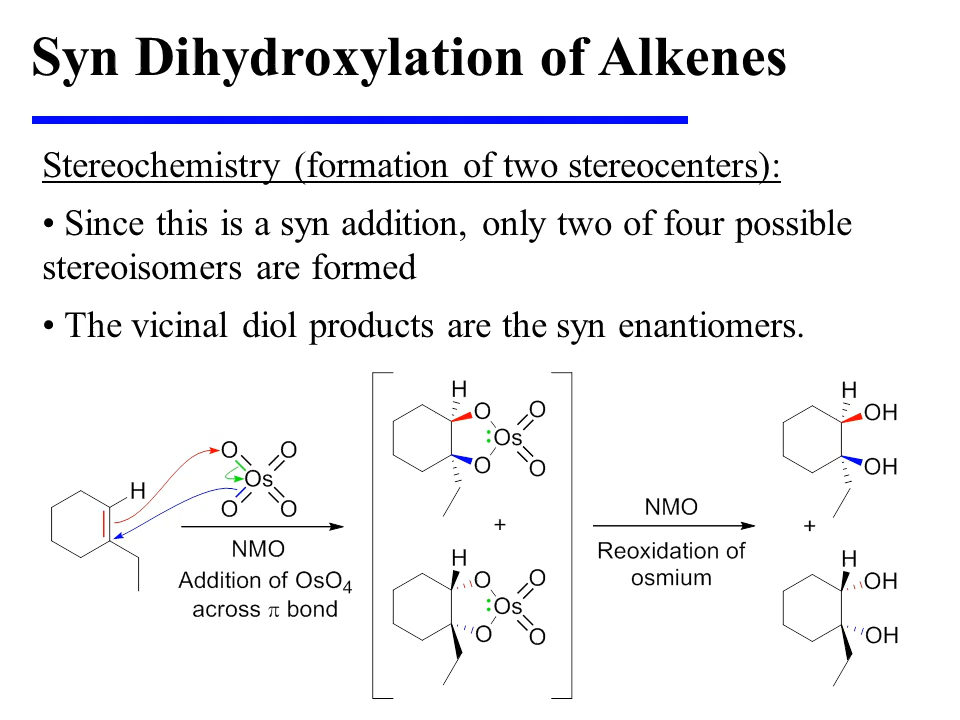 Syn Dihydroxylation of Alkenes
Stereochemistry (formation of two stereocenters):
• Since this is a syn addition, only two of four possible
stereoisomers are formed
• The vicinal diol products are the syn enantiomers.
H
O O
Os
O O
NMO
Addition of OsO4
across π bond
H
O O
Os
O O
+
H
O O
Os
O O
NMO
Reoxidation of
osmium
H
OH
OH
+
H
OH
OH